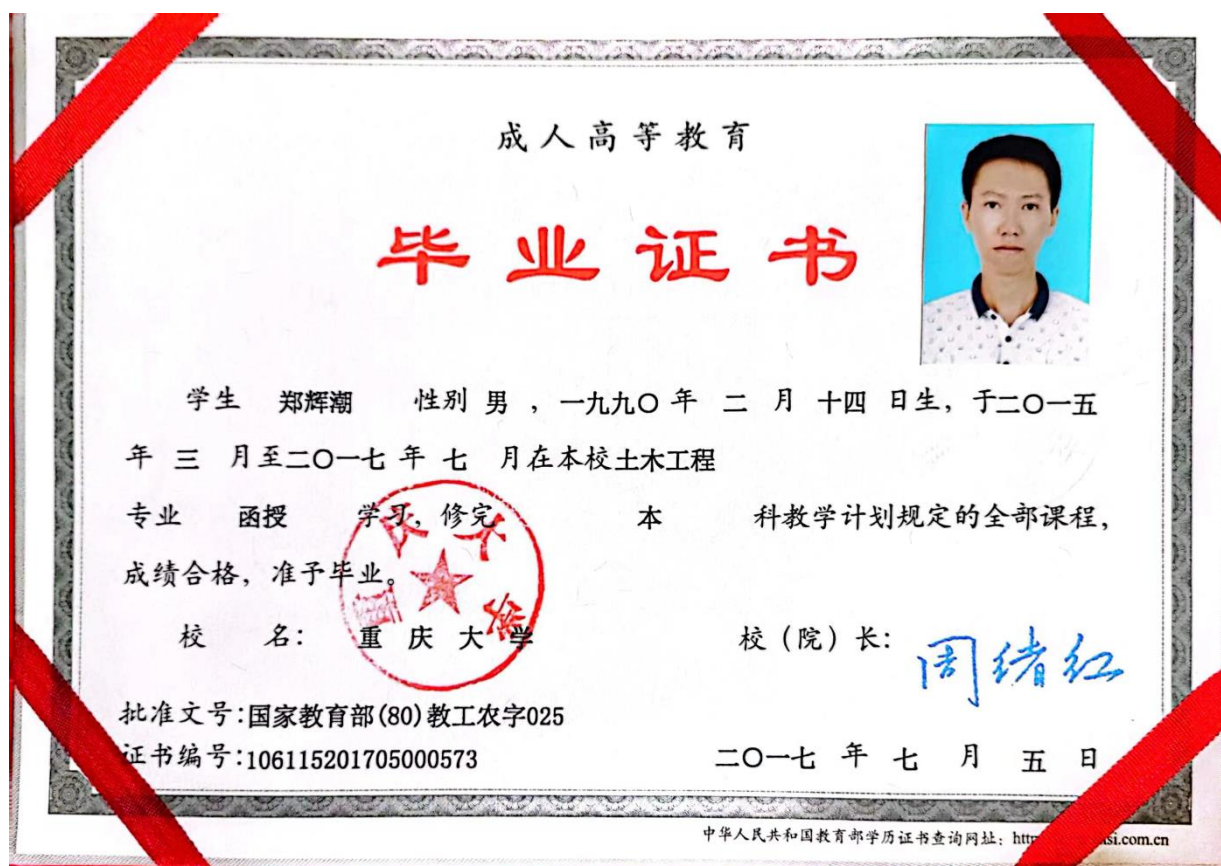 成人高等教育
毕业证书
学生 郑辉潮 性别 男 ，一九九〇年 二 月 十四 日生，于二〇一五
年 三 月至二〇一七 年 七 月在本校土木工程
专业 函授 学习，修完 本 科教学计划规定的全部课程，
成绩合格，准予毕业。
重庆大学
校 名： 重庆大学 校（院）长： 周绪红
批准文号：国家教育部(80)教工农字025
证书编号：106115201705000573 二〇一七 年 七 月 五 日
中华人民共和国教育部学历证书查询网址：htt si.com.cn